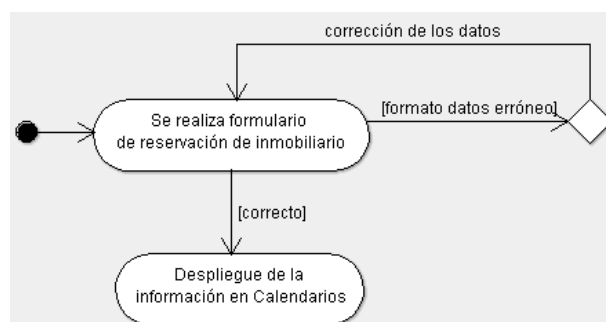 corrección de los datos
Se realiza formulario
de reservación de inmobiliario
[formato datos erróneo]
[correcto]
Despliegue de la
información en Calendarios